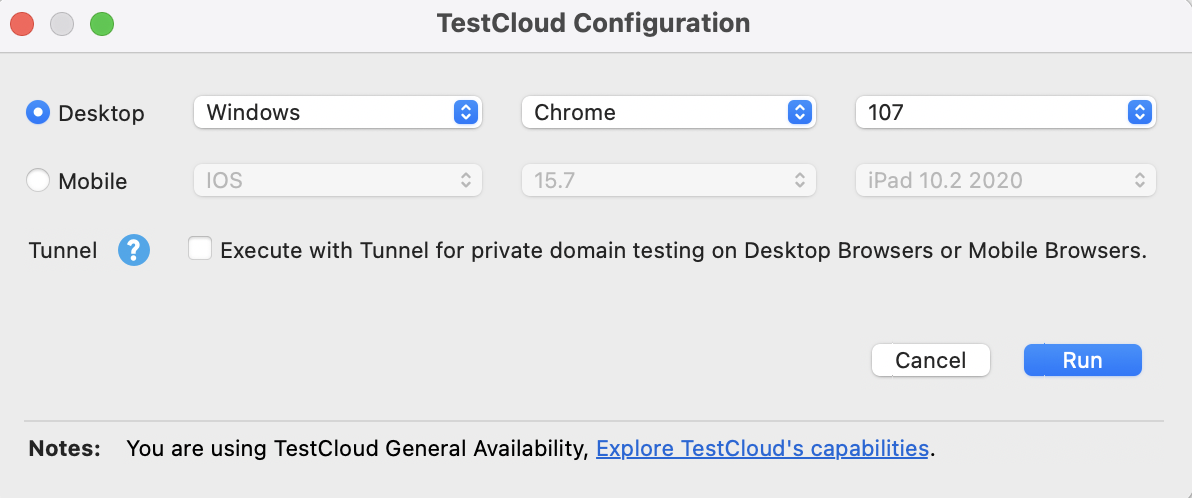 TestCloud Configuration
Desktop Windows Chrome 107
Mobile IOS 15.7 iPad 10.2 2020
Tunnel ? Execute with Tunnel for private domain testing on Desktop Browsers or Mobile Browsers.
Cancel Run
Notes: You are using TestCloud General Availability, Explore TestCloud's capabilities.